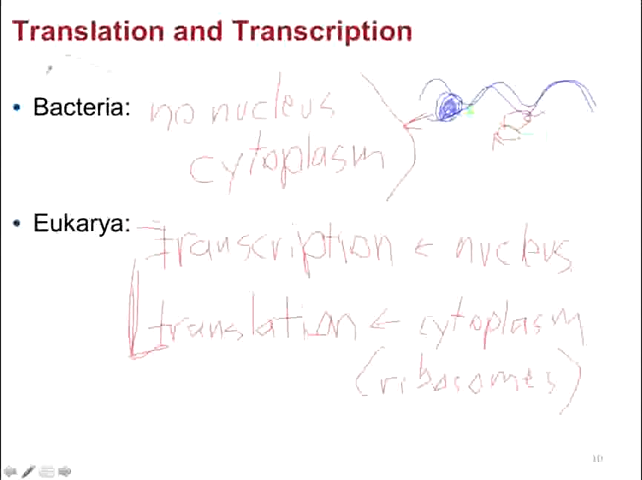 Translation and Transcription
• Bacteria: no nucleus
cytoplasm
• Eukarya: transcription ← nucleus
translation ← cytoplasm
(ribosomes)
10